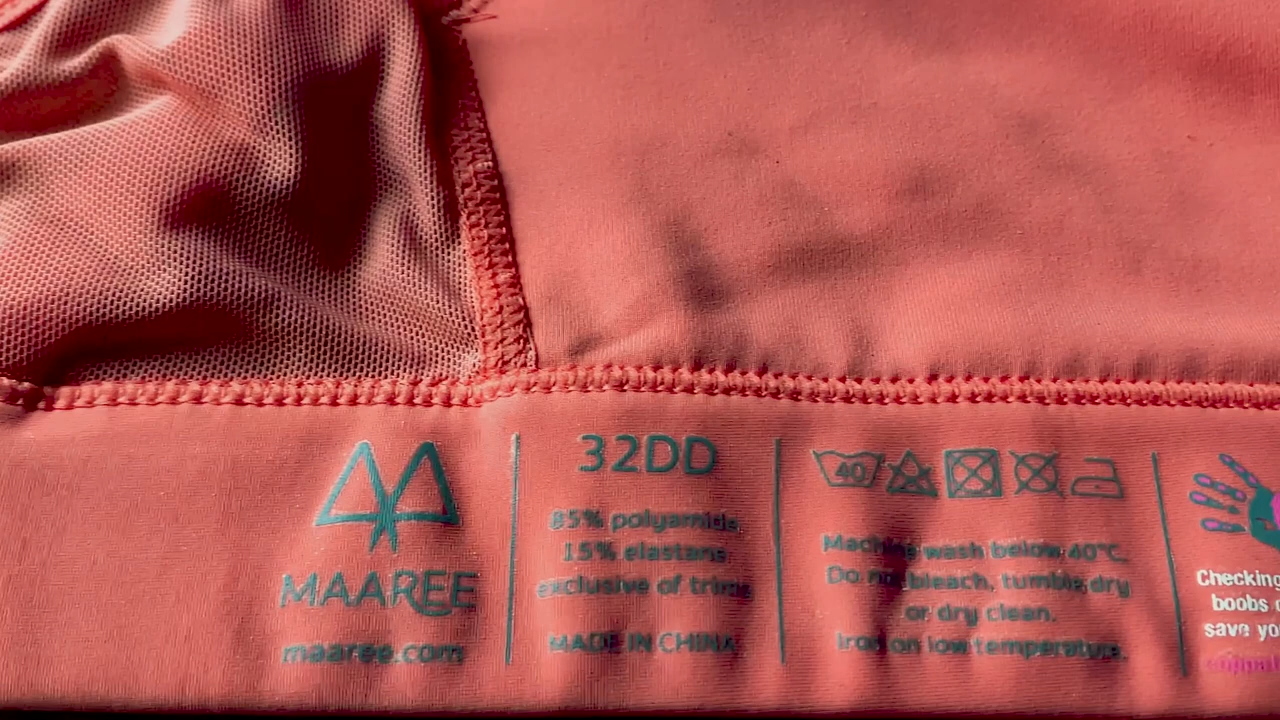 MAAREE
maaree.com
32DD
85% polyamide
15% elastane
exclusive of trims
MADE IN CHINA
40
Machine wash below 40°C.
Do not bleach, tumble dry
or dry clean.
Iron on low temperature.
Checking
boobs
save